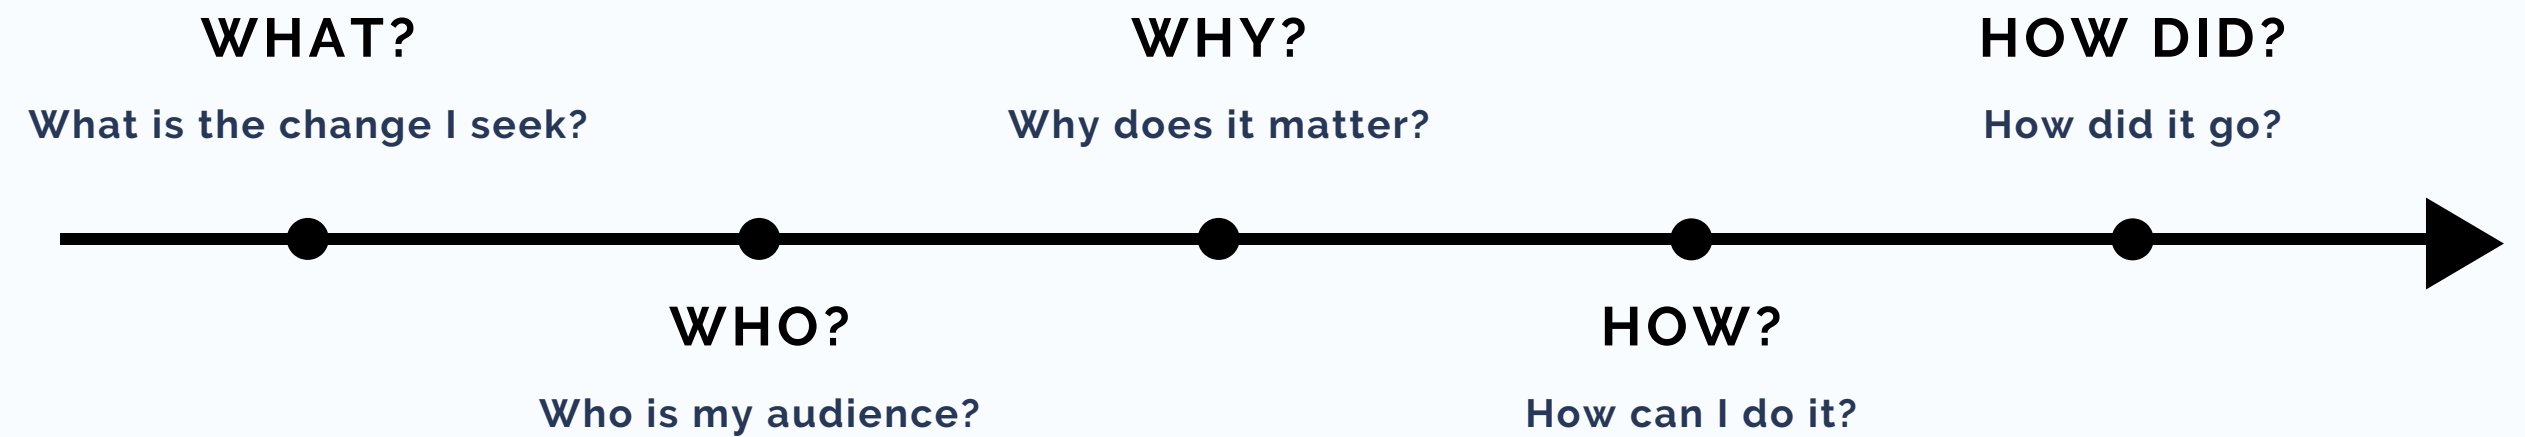 WHAT?
What is the change I seek?
WHO?
Who is my audience?
WHY?
Why does it matter?
HOW?
How can I do it?
HOW DID?
How did it go?